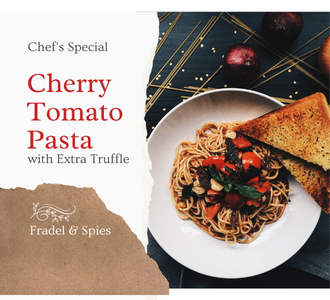 Chef's Special
Cherry
Tomato
Pasta
with Extra Truffle
Fradel & Spies